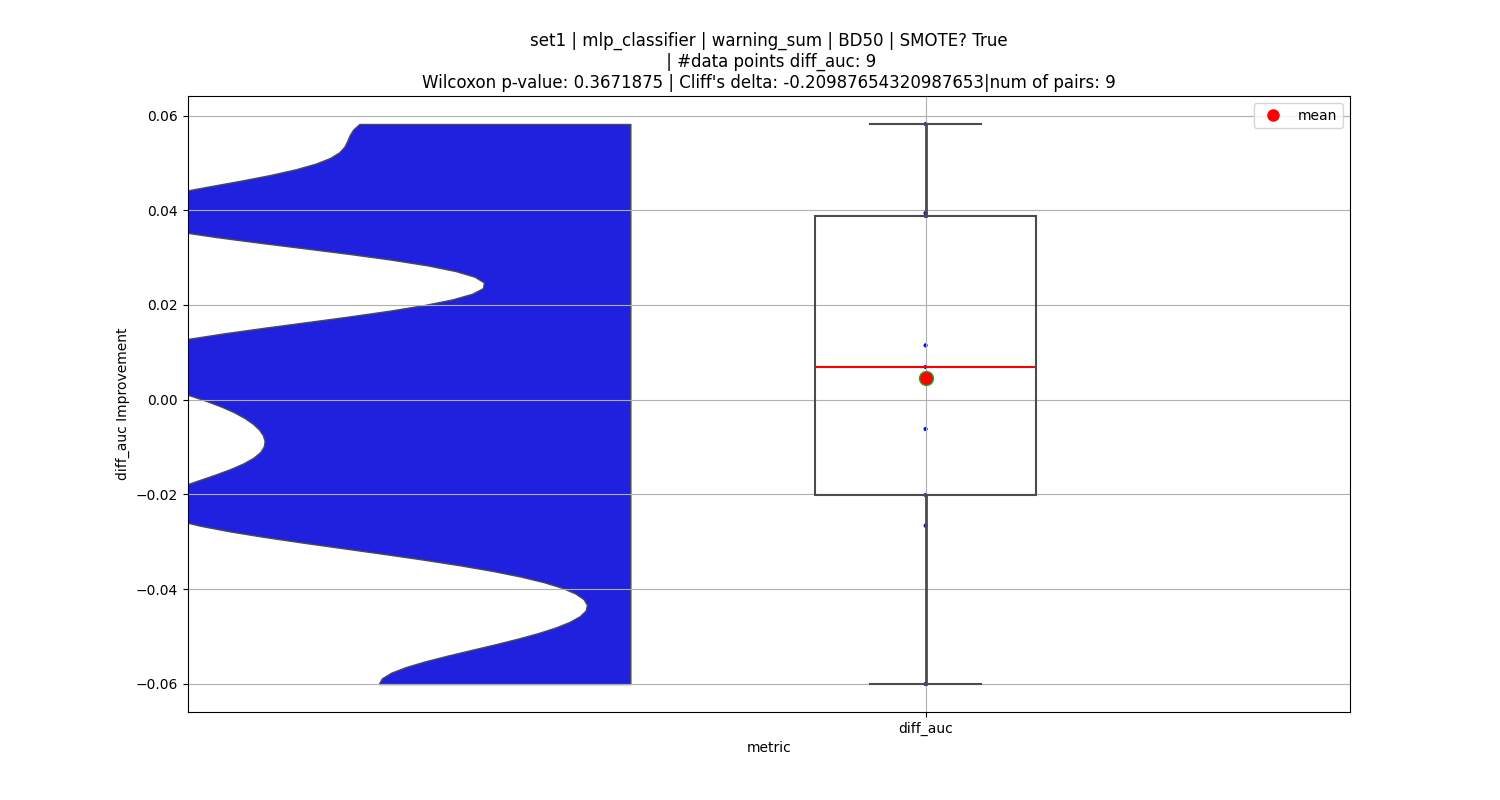 set1 | mlp_classifier | warning_sum | BD50 | SMOTE? True
| #data points diff_auc: 9
Wilcoxon p-value: 0.3671875 | Cliff's delta: -0.20987654320987653|num of pairs: 9
mean
0.06
0.04
0.02
0.00
−0.02
−0.04
−0.06
diff_auc Improvement
diff_auc
metric